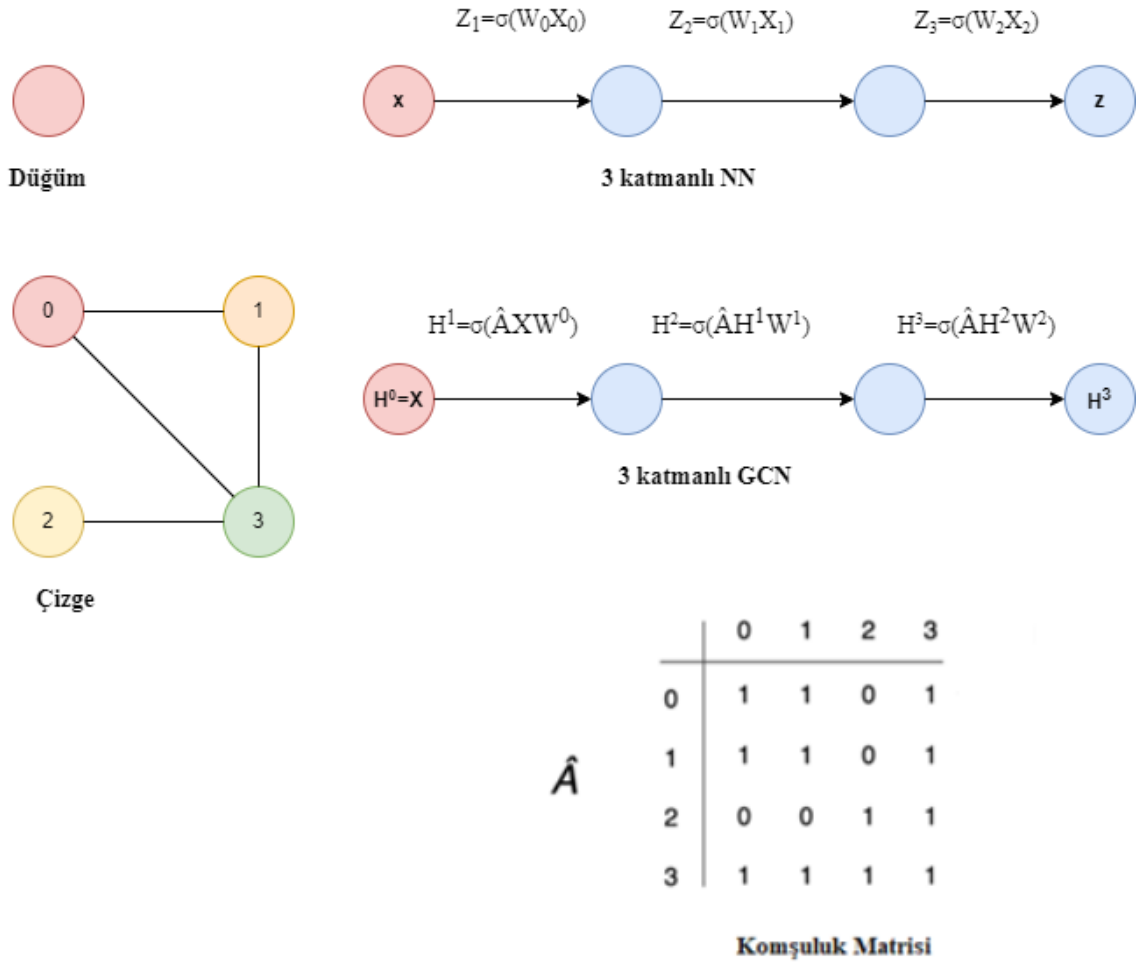 Z₁=σ(W₀X₀) Z₂=σ(W₁X₁) Z₃=σ(W₂X₂)
x z
Düğüm
3 katmanlı NN
0 1
H¹=σ(ÂXW⁰) H²=σ(ÂH¹W¹) H³=σ(ÂH²W²)
H⁰=X H³
3 katmanlı GCN
2 3
Çizge
0 1 2 3
0 1 1 0 1
1 1 1 0 1
Â
2 0 0 1 1
3 1 1 1 1
Komşuluk Matrisi